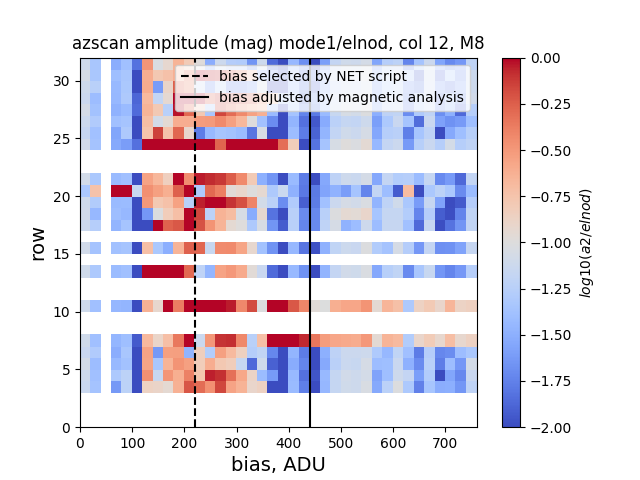 azscan amplitude (mag) mode1/elnod, col 12, M8
bias selected by NET script
bias adjusted by magnetic analysis
row
30
25
20
15
10
5
0
0 100 200 300 400 500 600 700
bias, ADU
0.00
−0.25
−0.50
−0.75
−1.00
−1.25
−1.50
−1.75
−2.00
log10(a2/elnod)